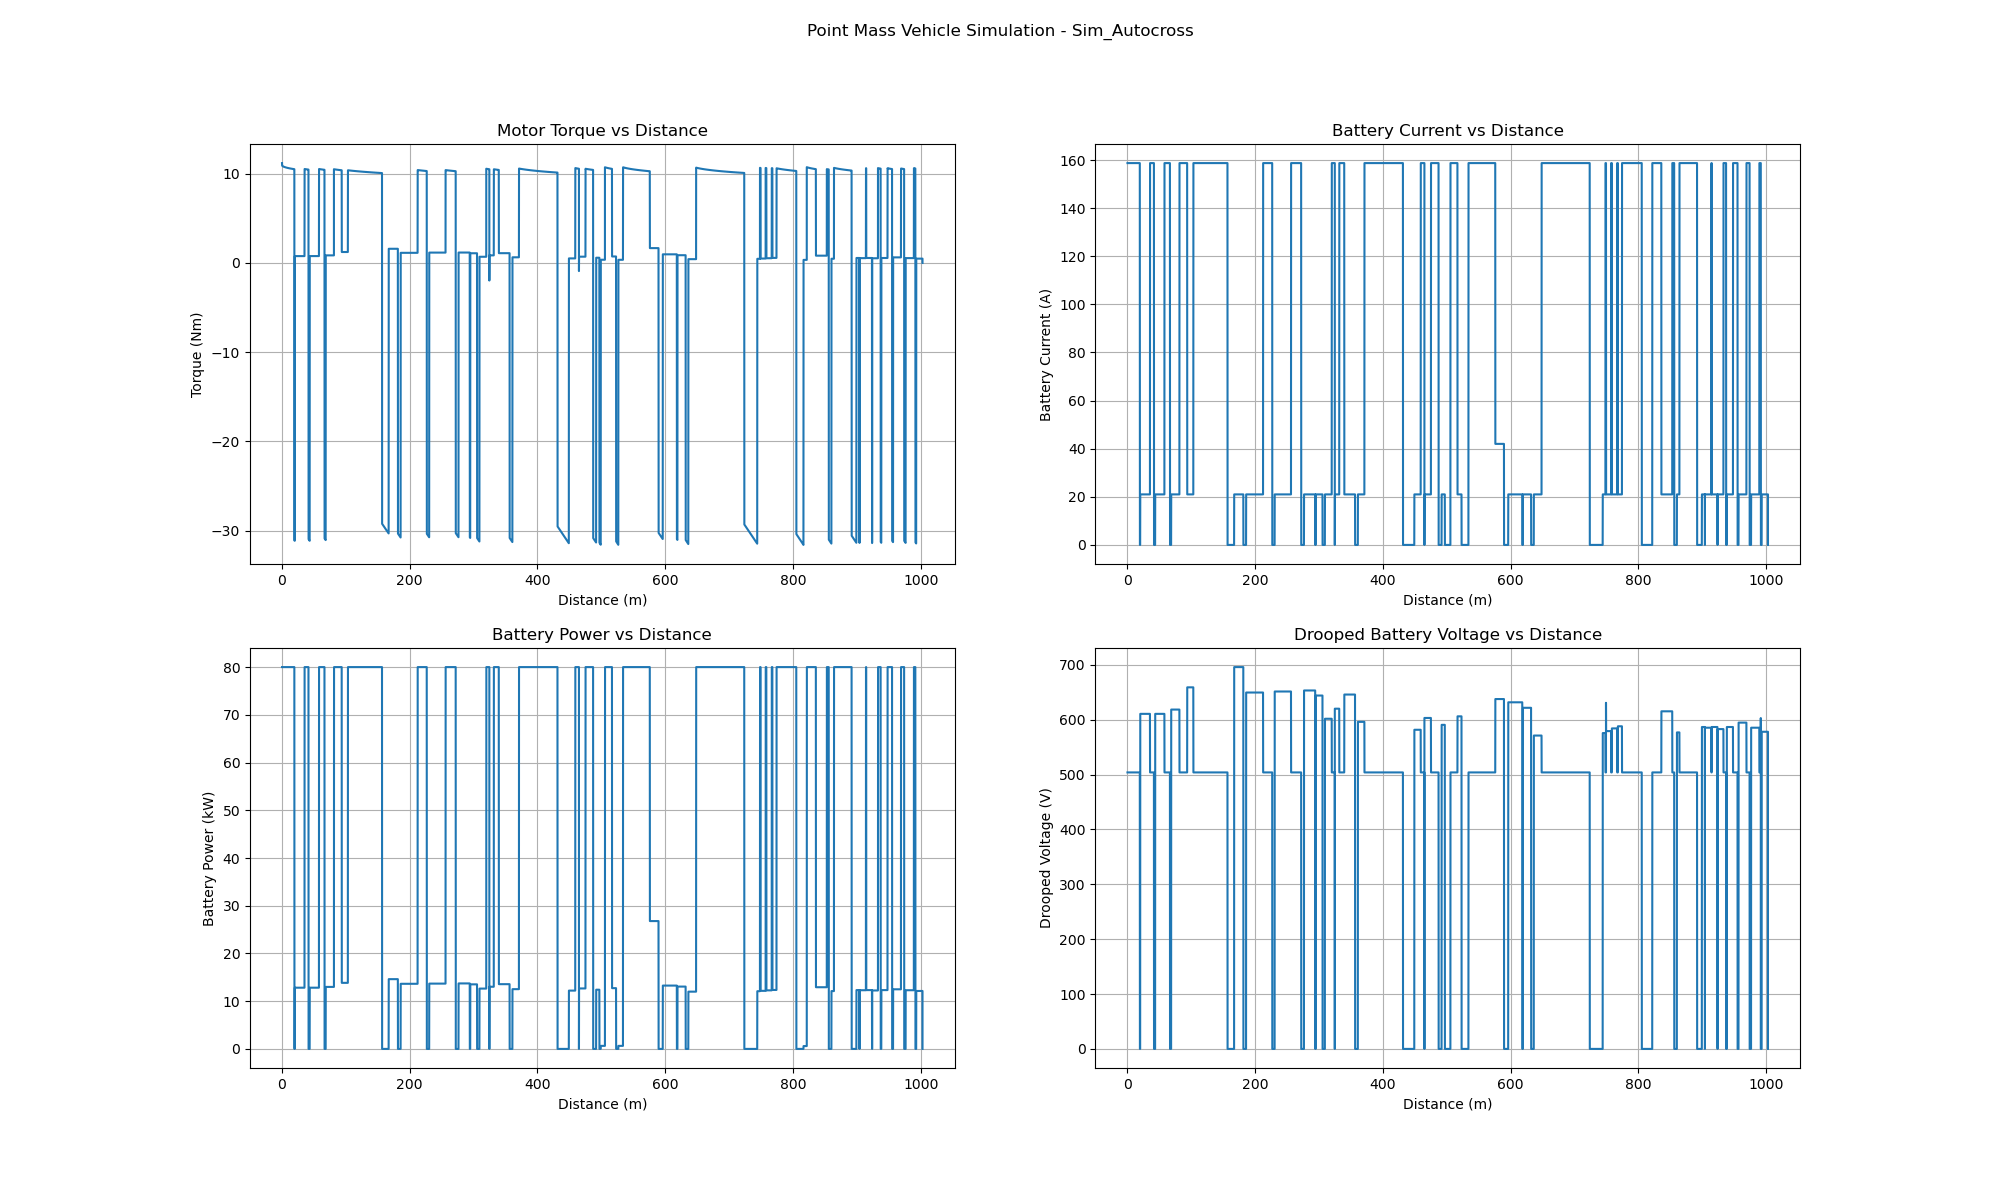 Point Mass Vehicle Simulation - Sim_Autocross
Motor Torque vs Distance
Torque (Nm)
10
0
−10
−20
−30
0 200 400 600 800 1000
Distance (m)
Battery Current vs Distance
Battery Current (A)
160
140
120
100
80
60
40
20
0
0 200 400 600 800 1000
Distance (m)
Battery Power vs Distance
Battery Power (kW)
80
70
60
50
40
30
20
10
0
0 200 400 600 800 1000
Distance (m)
Drooped Battery Voltage vs Distance
Drooped Voltage (V)
700
600
500
400
300
200
100
0
0 200 400 600 800 1000
Distance (m)